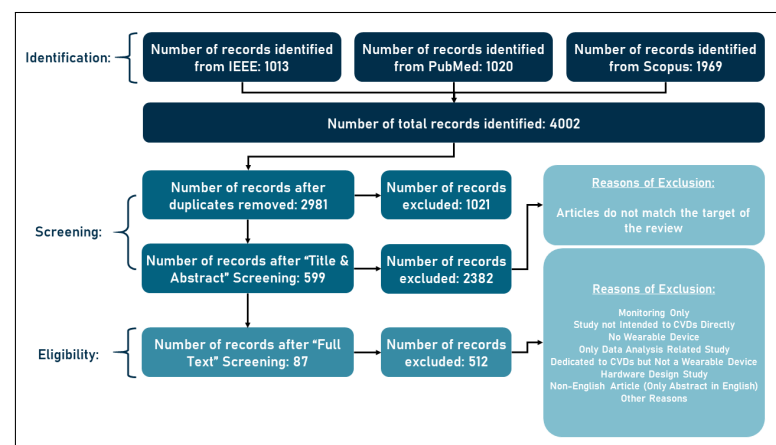 Identification:
Number of records identified
from IEEE: 1013
Number of records identified
from PubMed: 1020
Number of records identified
from Scopus: 1969
Number of total records identified: 4002
Screening:
Number of records after
duplicates removed: 2981
Number of records
excluded: 1021
Reasons of Exclusion:
Articles do not match the target of
the review
Number of records after "Title &
Abstract" Screening: 599
Number of records
excluded: 2382
Eligibility:
Number of records after "Full
Text" Screening: 87
Number of records
excluded: 512
Reasons of Exclusion:
Monitoring Only
Study not Intended to CVDs Directly
No Wearable Device
Only Data Analysis Related Study
Dedicated to CVDs but Not a Wearable Device
Hardware Design Study
Non-English Article (Only Abstract in English)
Other Reasons